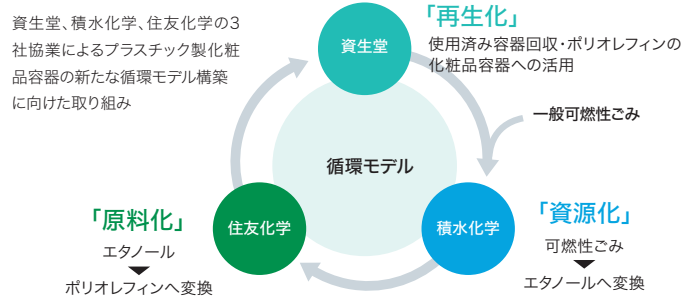 資生堂、積水化学、住友化学の3
社協業によるプラスチック製化粧
品容器の新たな循環モデル構築
に向けた取り組み
資生堂
「再生化」
使用済み容器回収・ポリオレフィンの
化粧品容器への活用
一般可燃性ごみ
循環モデル
「原料化」
エタノール
ポリオレフィンへ変換
住友化学
積水化学
「資源化」
可燃性ごみ
エタノールへ変換